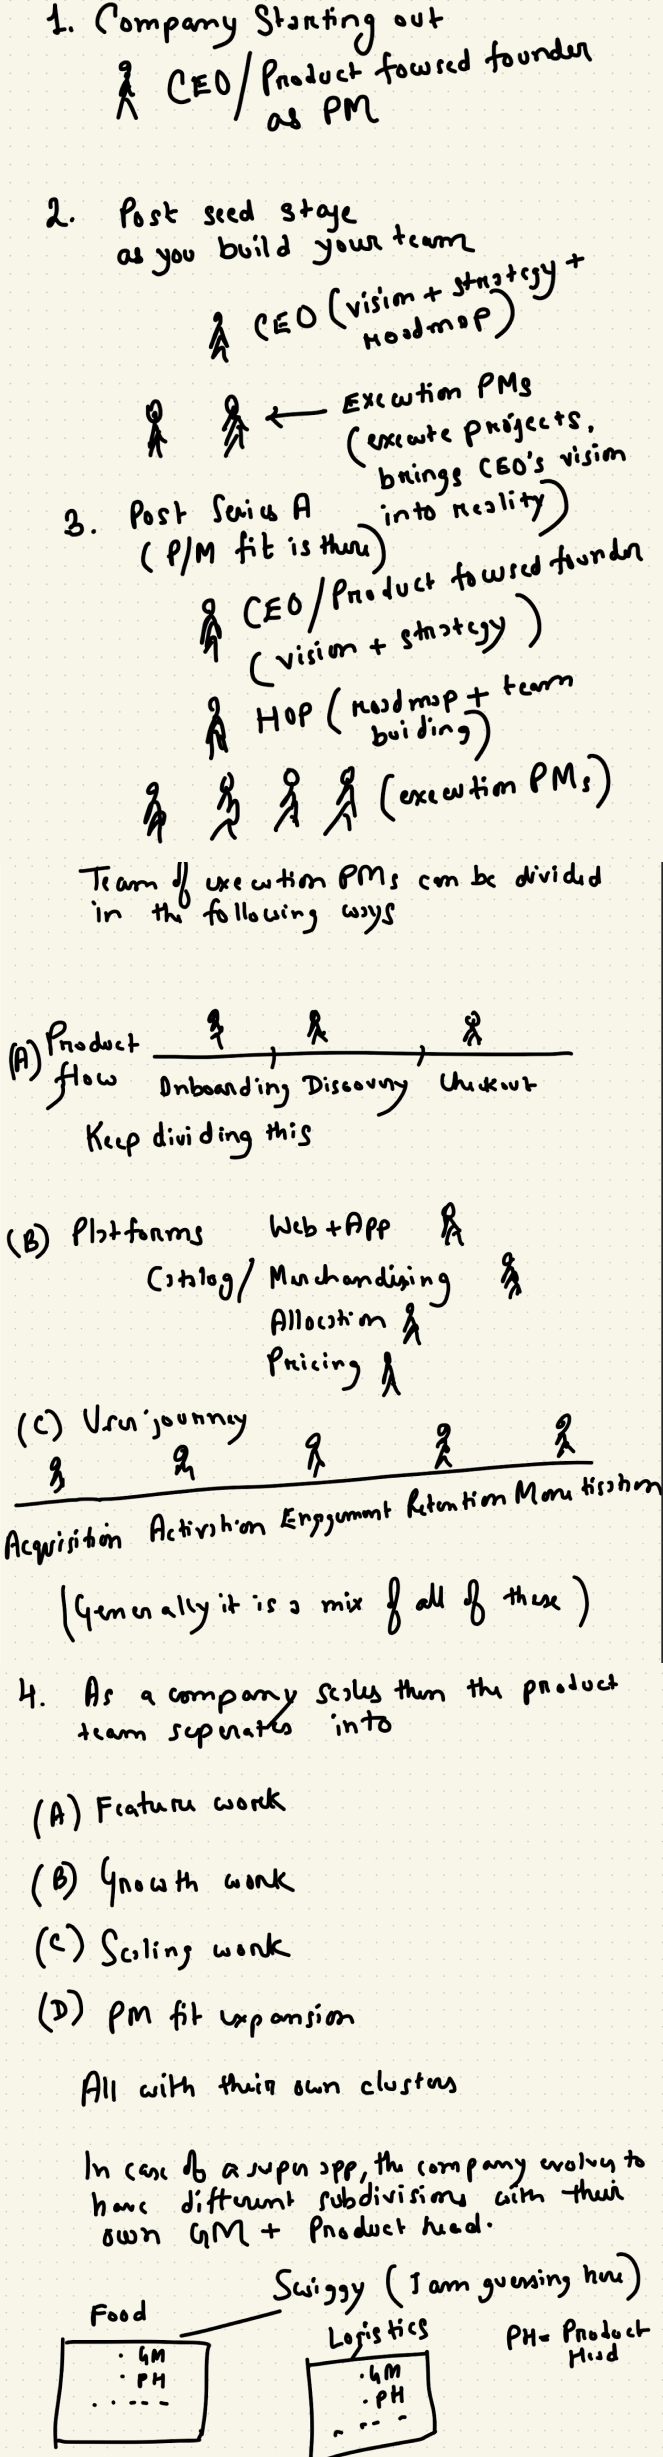 1. Company Starting out
CEO/Product focused founder
as PM
2. Post seed stage
as you build your team
CEO (vision + strategy +
roadmap)
Execution PMs
(execute projects,
brings CEO's vision
into reality)
3. Post Series A
(P/M fit is there)
CEO/Product focused founder
(vision + strategy)
HOP (roadmap + team
buiding)
(execution PMs)
Team of execution PMs can be divided
in the following ways
(A) Product
flow
Onboarding Discovery Checkout
Keep dividing this
(B) Platforms Web + App
Catalog/ Merchandising
Allocation
Pricing
(C) User journey
Acquisition Activation Engagement Retention Monetisation
(Generally it is a mix of all of these)
4. As a company scales then the product
team seperates into
(A) Feature work
(B) Growth work
(C) Scaling work
(D) PM fit expansion
All with their own clusters
In case of a super app, the company evolves to
have different subdivisions with their
own GM + Product head.
Swiggy (I am guessing here)
Food
GM
PH
Logistics
GM
PH
PH = Product
Head